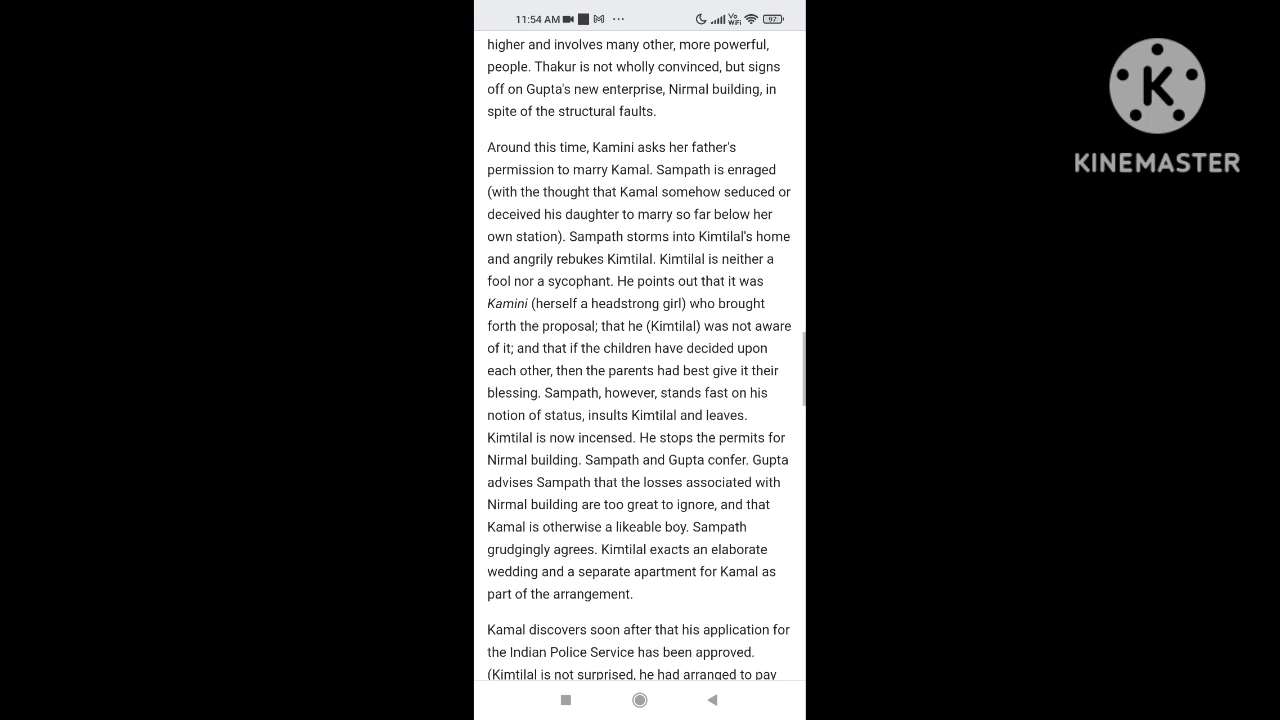 11:54 AM ... Vo WiFi 97
higher and involves many other, more powerful,
people. Thakur is not wholly convinced, but signs
off on Gupta's new enterprise, Nirmal building, in
spite of the structural faults.
Around this time, Kamini asks her father's
permission to marry Kamal. Sampath is enraged
(with the thought that Kamal somehow seduced or
deceived his daughter to marry so far below her
own station). Sampath storms into Kimtilal's home
and angrily rebukes Kimtilal. Kimtilal is neither a
fool nor a sycophant. He points out that it was
Kamini (herself a headstrong girl) who brought
forth the proposal; that he (Kimtilal) was not aware
of it; and that if the children have decided upon
each other, then the parents had best give it their
blessing. Sampath, however, stands fast on his
notion of status, insults Kimtilal and leaves.
Kimtilal is now incensed. He stops the permits for
Nirmal building. Sampath and Gupta confer. Gupta
advises Sampath that the losses associated with
Nirmal building are too great to ignore, and that
Kamal is otherwise a likeable boy. Sampath
grudgingly agrees. Kimtilal exacts an elaborate
wedding and a separate apartment for Kamal as
part of the arrangement.
Kamal discovers soon after that his application for
the Indian Police Service has been approved.
(Kimtilal is not surprised, he had arranged to pay
K
KINEMASTER